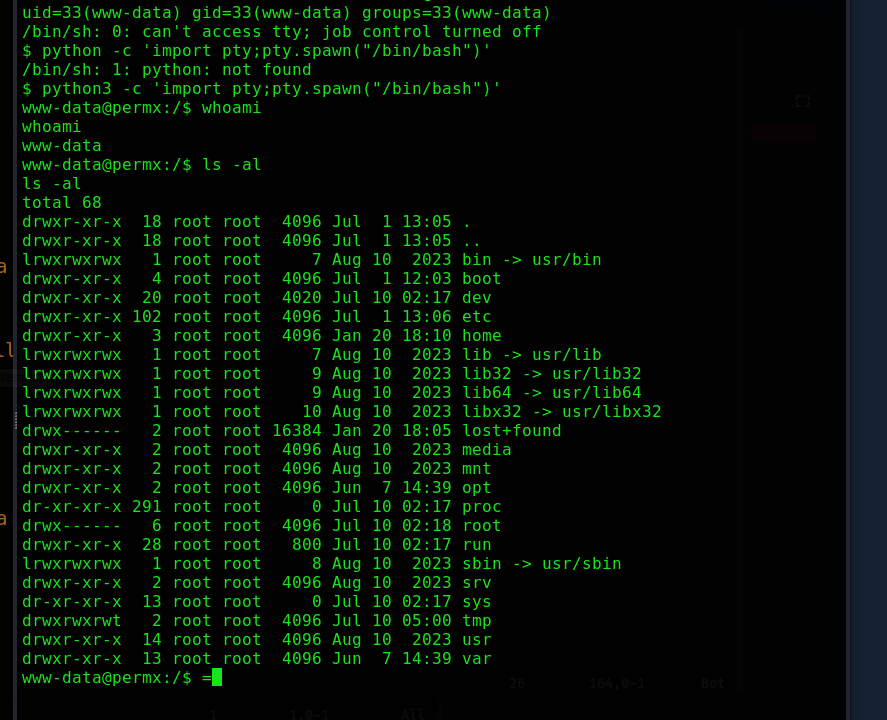 uid=33(www-data) gid=33(www-data) groups=33(www-data)
/bin/sh: 0: can't access tty; job control turned off
$ python -c 'import pty;pty.spawn("/bin/bash")'
/bin/sh: 1: python: not found
$ python3 -c 'import pty;pty.spawn("/bin/bash")'
www-data@permx:/$ whoami
whoami
www-data
www-data@permx:/$ ls -al
ls -al
total 68
drwxr-xr-x  18 root root  4096 Jul  1 13:05 .
drwxr-xr-x  18 root root  4096 Jul  1 13:05 ..
lrwxrwxrwx   1 root root     7 Aug 10  2023 bin -> usr/bin
drwxr-xr-x   4 root root  4096 Jul  1 12:03 boot
drwxr-xr-x  20 root root  4020 Jul 10 02:17 dev
drwxr-xr-x 102 root root  4096 Jul  1 13:06 etc
drwxr-xr-x   3 root root  4096 Jan 20 18:10 home
lrwxrwxrwx   1 root root     7 Aug 10  2023 lib -> usr/lib
lrwxrwxrwx   1 root root     9 Aug 10  2023 lib32 -> usr/lib32
lrwxrwxrwx   1 root root     9 Aug 10  2023 lib64 -> usr/lib64
lrwxrwxrwx   1 root root    10 Aug 10  2023 libx32 -> usr/libx32
drwx------   2 root root 16384 Jan 20 18:05 lost+found
drwxr-xr-x   2 root root  4096 Aug 10  2023 media
drwxr-xr-x   2 root root  4096 Aug 10  2023 mnt
drwxr-xr-x   2 root root  4096 Jun  7 14:39 opt
dr-xr-xr-x 291 root root     0 Jul 10 02:17 proc
drwx------   6 root root  4096 Jul 10 02:18 root
drwxr-xr-x  28 root root   800 Jul 10 02:17 run
lrwxrwxrwx   1 root root     8 Aug 10  2023 sbin -> usr/sbin
drwxr-xr-x   2 root root  4096 Aug 10  2023 srv
dr-xr-xr-x  13 root root     0 Jul 10 02:17 sys
drwxrwxrwt   2 root root  4096 Jul 10 05:00 tmp
drwxr-xr-x  14 root root  4096 Aug 10  2023 usr
drwxr-xr-x  13 root root  4096 Jun  7 14:39 var
www-data@permx:/$ =
26 164,0-1 Bot
1 1,0-1 All